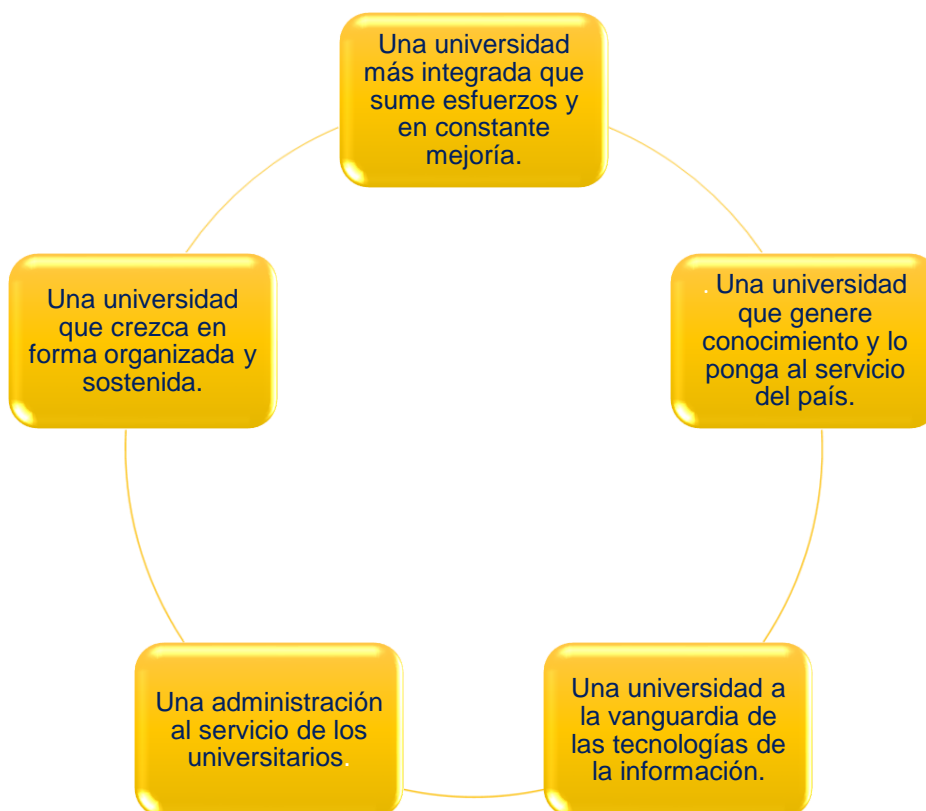 Una universidad
más integrada que
sume esfuerzos y
en constante
mejoría.
. Una universidad
que genere
conocimiento y lo
ponga al servicio
del país.
Una universidad a
la vanguardia de
las tecnologías de
la información.
Una administración
al servicio de los
universitarios.
Una universidad
que crezca en
forma organizada y
sostenida.